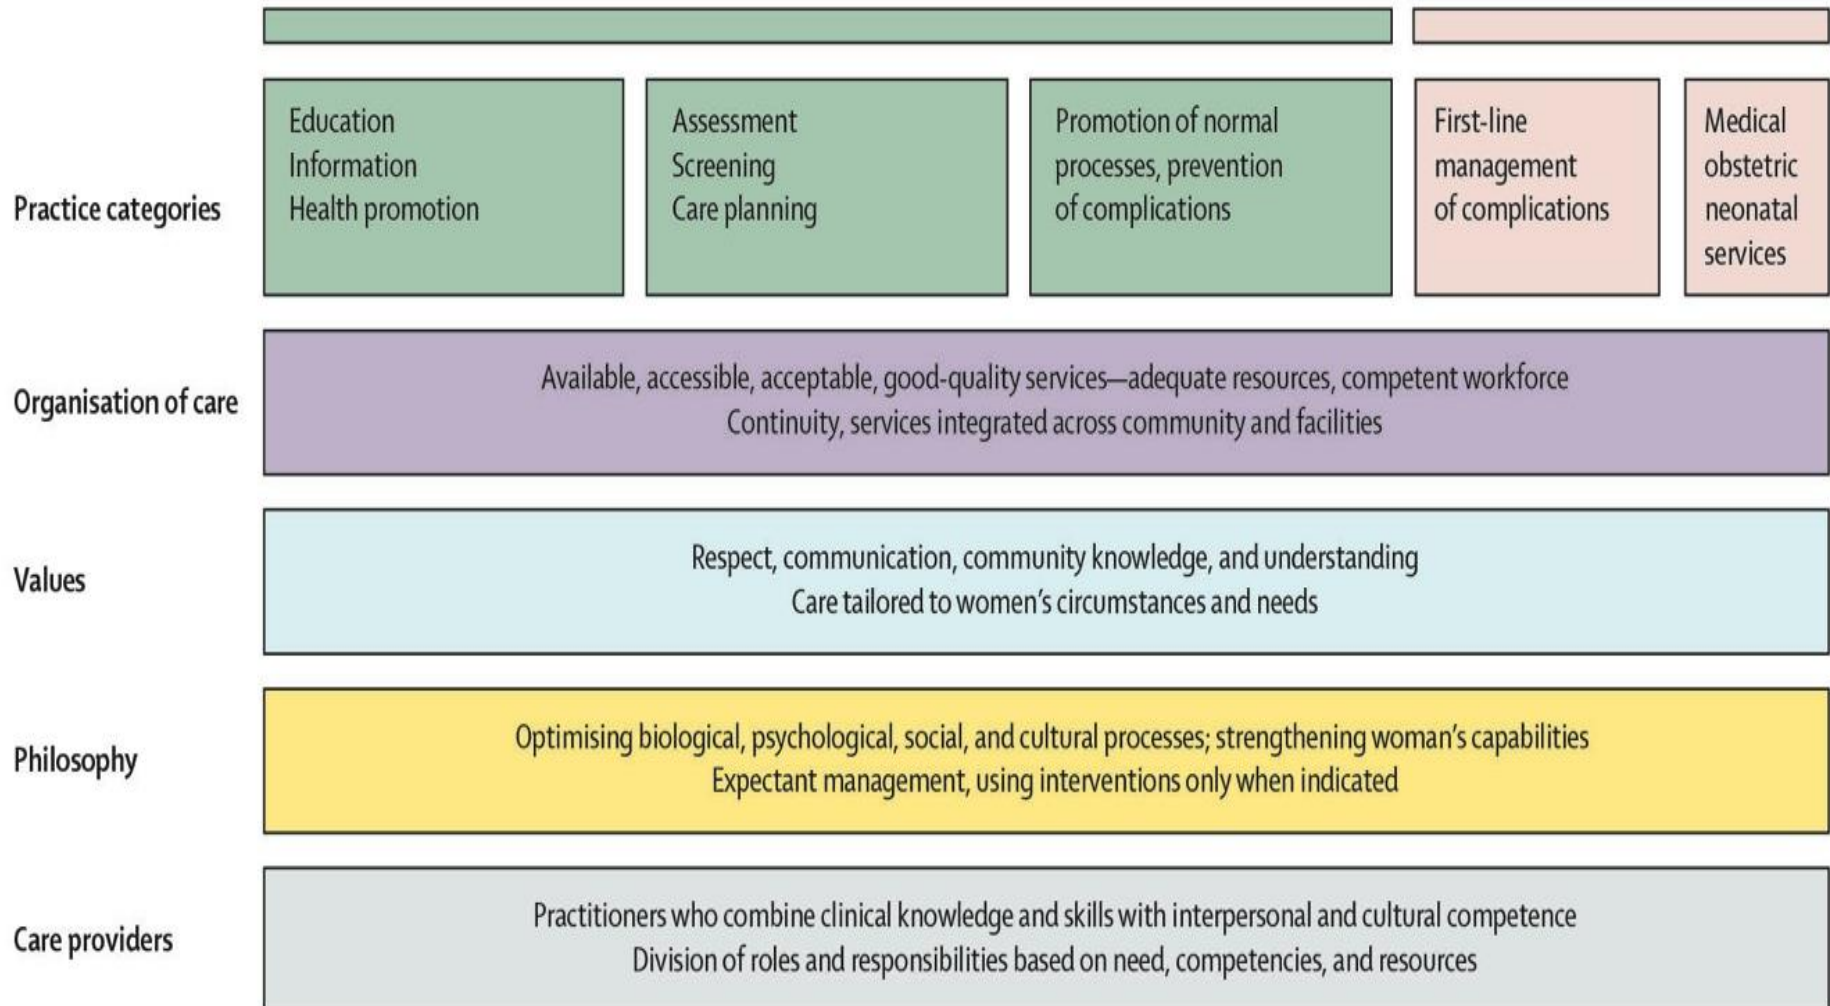 Practice categories
Education
Information
Health promotion
Assessment
Screening
Care planning
Promotion of normal
processes, prevention
of complications
First-line
management
of complications
Medical
obstetric
neonatal
services
Organisation of care
Available, accessible, acceptable, good-quality services—adequate resources, competent workforce
Continuity, services integrated across community and facilities
Values
Respect, communication, community knowledge, and understanding
Care tailored to women's circumstances and needs
Philosophy
Optimising biological, psychological, social, and cultural processes; strengthening woman's capabilities
Expectant management, using interventions only when indicated
Care providers
Practitioners who combine clinical knowledge and skills with interpersonal and cultural competence
Division of roles and responsibilities based on need, competencies, and resources